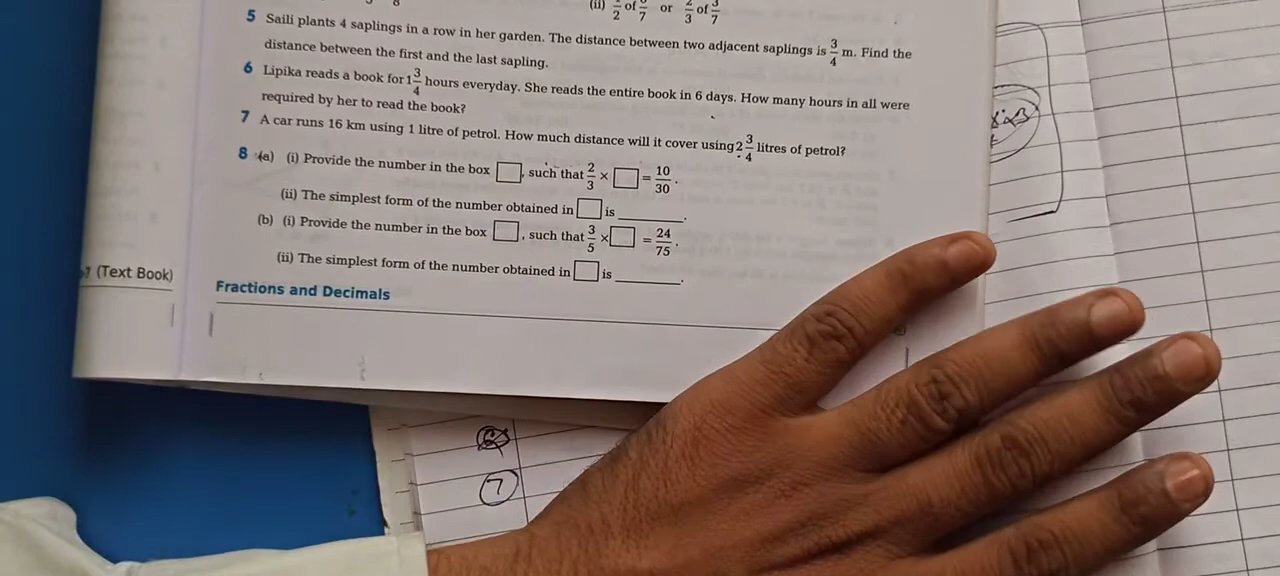 (ii) of 7 or 2/3 of 3/7
5 Saili plants 4 saplings in a row in her garden. The distance between two adjacent saplings is 3/4 m. Find the
distance between the first and the last sapling.
6 Lipika reads a book for 1 3/4 hours everyday. She reads the entire book in 6 days. How many hours in all were
required by her to read the book?
7 A car runs 16 km using 1 litre of petrol. How much distance will it cover using 2 3/4 litres of petrol?
8 (a) (i) Provide the number in the box □, such that 2/3 × □ = 10/30.
(ii) The simplest form of the number obtained in □ is ______.
(b) (i) Provide the number in the box □, such that 3/5 × □ = 24/75.
(ii) The simplest form of the number obtained in □ is ______.
(Text Book)
Fractions and Decimals
7